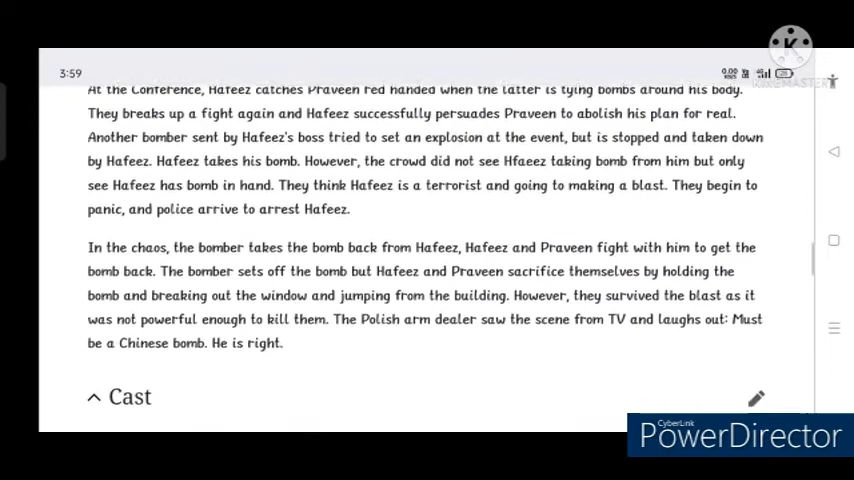 3:59
0.00
KB/s
4G
28
K
KINEMASTER
At the Conference, Hafeez catches Praveen red handed when the latter is tying bombs around his body.
They breaks up a fight again and Hafeez successfully persuades Praveen to abolish his plan for real.
Another bomber sent by Hafeez's boss tried to set an explosion at the event, but is stopped and taken down
by Hafeez. Hafeez takes his bomb. However, the crowd did not see Hfaeez taking bomb from him but only
see Hafeez has bomb in hand. They think Hafeez is a terrorist and going to making a blast. They begin to
panic, and police arrive to arrest Hafeez.
In the chaos, the bomber takes the bomb back from Hafeez, Hafeez and Praveen fight with him to get the
bomb back. The bomber sets off the bomb but Hafeez and Praveen sacrifice themselves by holding the
bomb and breaking out the window and jumping from the building. However, they survived the blast as it
was not powerful enough to kill them. The Polish arm dealer saw the scene from TV and laughs out: Must
be a Chinese bomb. He is right.
Cast
CyberLink
PowerDirector